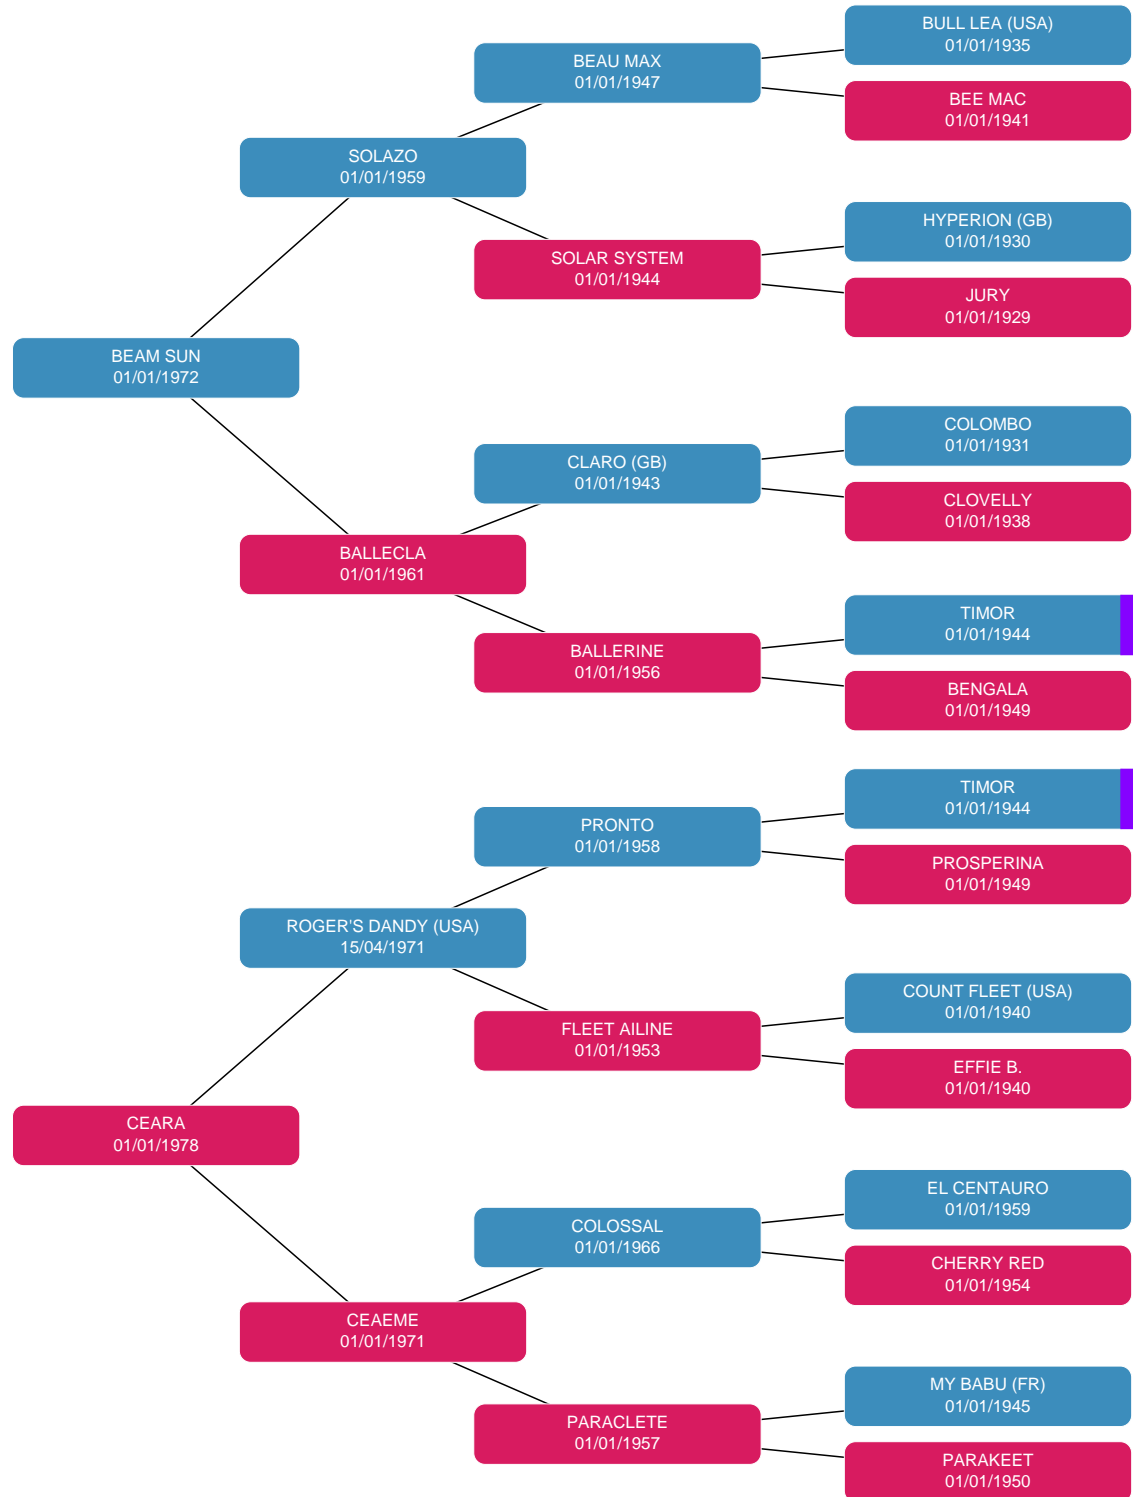 BULL LEA (USA)
01/01/1935
BEAU MAX
01/01/1947
BEE MAC
01/01/1941
SOLAZO
01/01/1959
HYPERION (GB)
01/01/1930
SOLAR SYSTEM
01/01/1944
JURY
01/01/1929
BEAM SUN
01/01/1972
COLOMBO
01/01/1931
CLARO (GB)
01/01/1943
CLOVELLY
01/01/1938
BALLECLA
01/01/1961
TIMOR
01/01/1944
BALLERINE
01/01/1956
BENGALA
01/01/1949
TIMOR
01/01/1944
PRONTO
01/01/1958
PROSPERINA
01/01/1949
ROGER'S DANDY (USA)
15/04/1971
COUNT FLEET (USA)
01/01/1940
FLEET AILINE
01/01/1953
EFFIE B.
01/01/1940
CEARA
01/01/1978
EL CENTAURO
01/01/1959
COLOSSAL
01/01/1966
CHERRY RED
01/01/1954
CEAEME
01/01/1971
MY BABU (FR)
01/01/1945
PARACLETE
01/01/1957
PARAKEET
01/01/1950